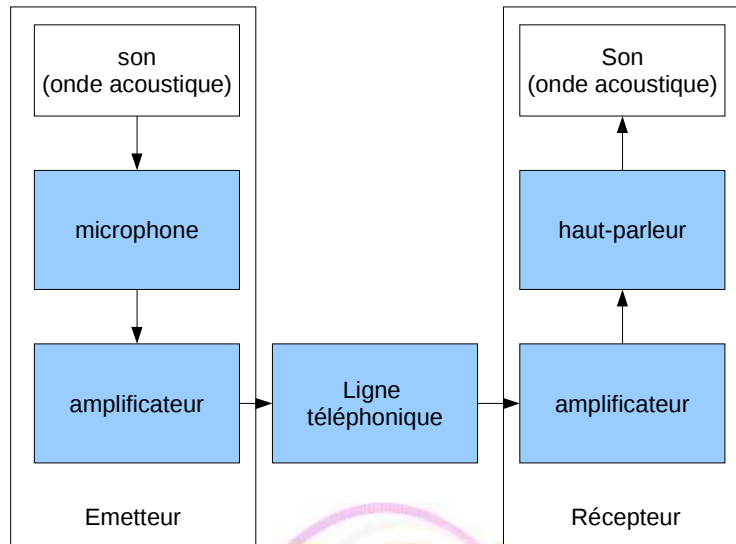 son
(onde acoustique)
microphone
amplificateur
Emetteur
Ligne
téléphonique
Son
(onde acoustique)
haut-parleur
amplificateur
Récepteur